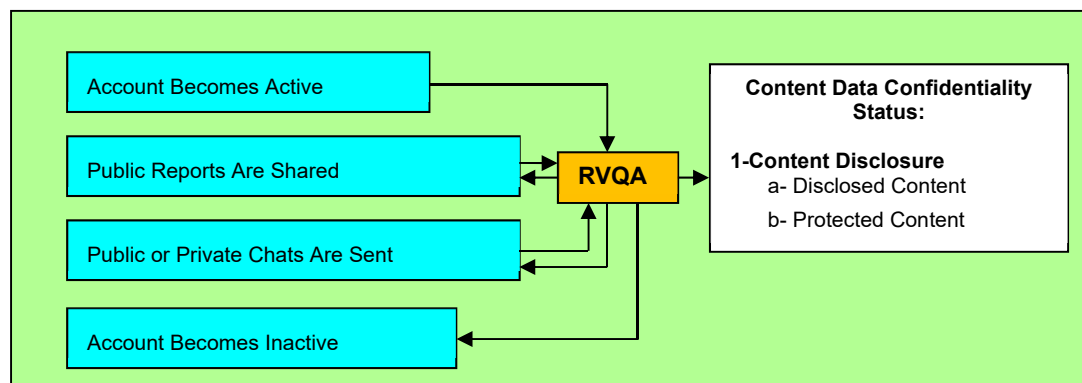 Account Becomes Active
Public Reports Are Shared
Public or Private Chats Are Sent
Account Becomes Inactive
RVQA
Content Data Confidentiality
Status:
1-Content Disclosure
a- Disclosed Content
b- Protected Content